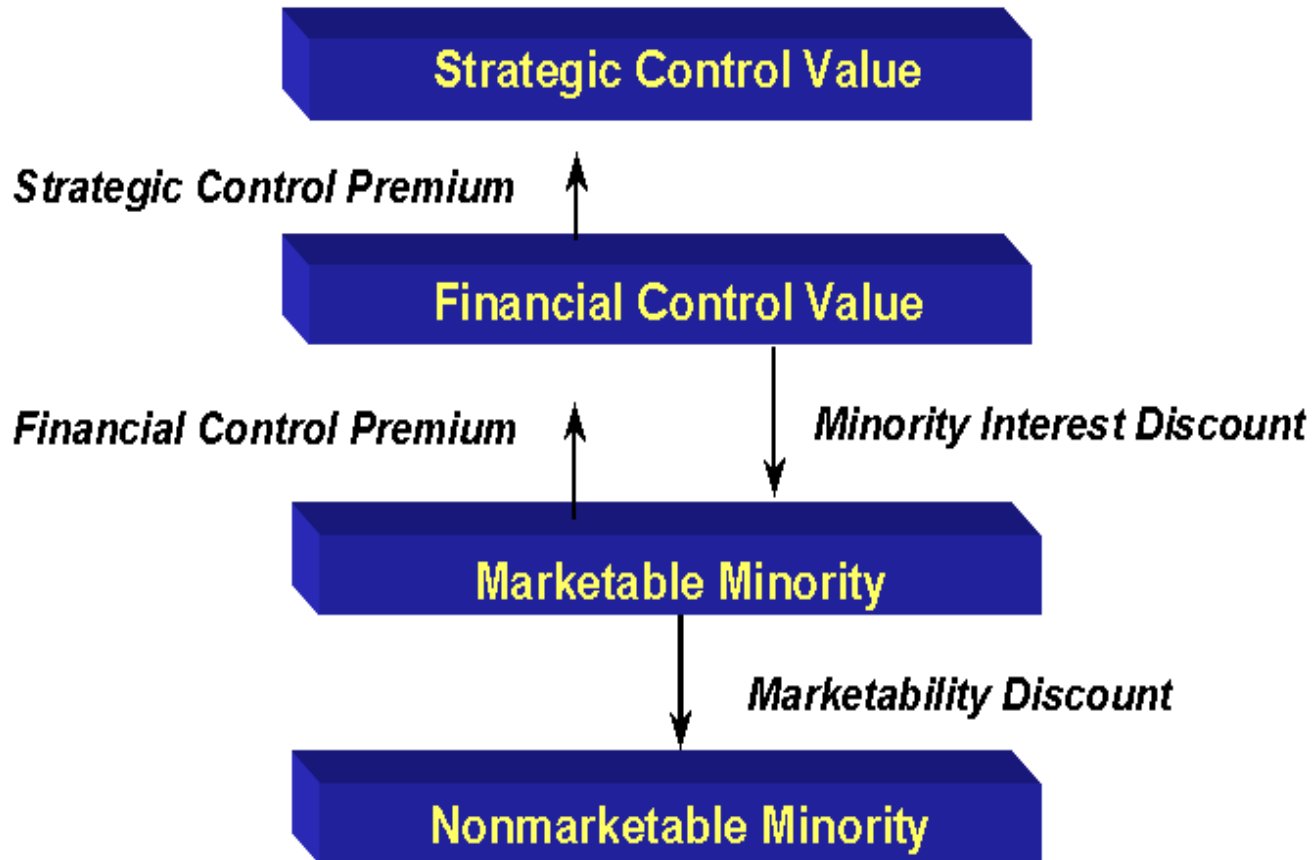 Strategic Control Value
Strategic Control Premium
Financial Control Value
Financial Control Premium
Minority Interest Discount
Marketable Minority
Marketability Discount
Nonmarketable Minority